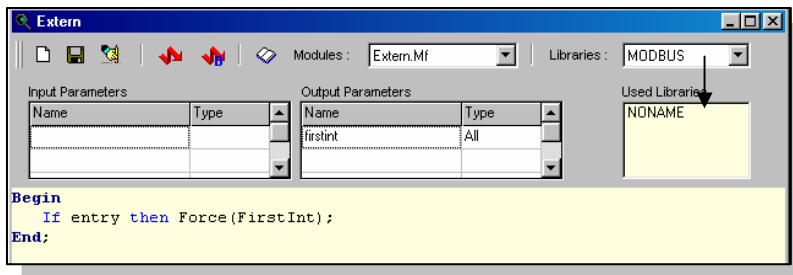 Extern
Modules : Extern.Mf Libraries : MODBUS
Input Parameters Output Parameters Used Libraries
Name Type Name Type NONAME
firstint All
Begin
If entry then Force(FirstInt);
End;